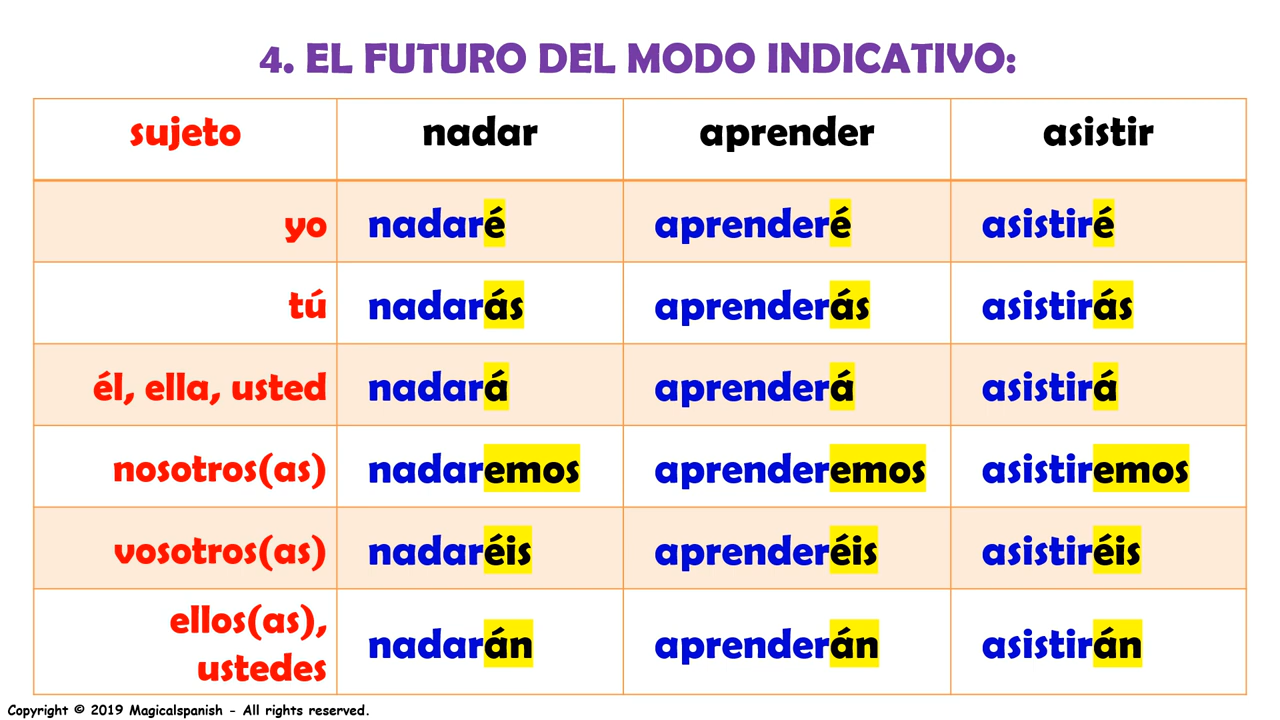 4. EL FUTURO DEL MODO INDICATIVO:
sujeto nadar aprender asistir
yo nadaré aprenderé asistiré
tú nadarás aprenderás asistirás
él, ella, usted nadará aprenderá asistirá
nosotros(as) nadaremos aprenderemos asistiremos
vosotros(as) nadaréis aprenderéis asistiréis
ellos(as),
ustedes nadarán aprenderán asistirán
Copyright © 2019 Magicalspanish - All rights reserved.